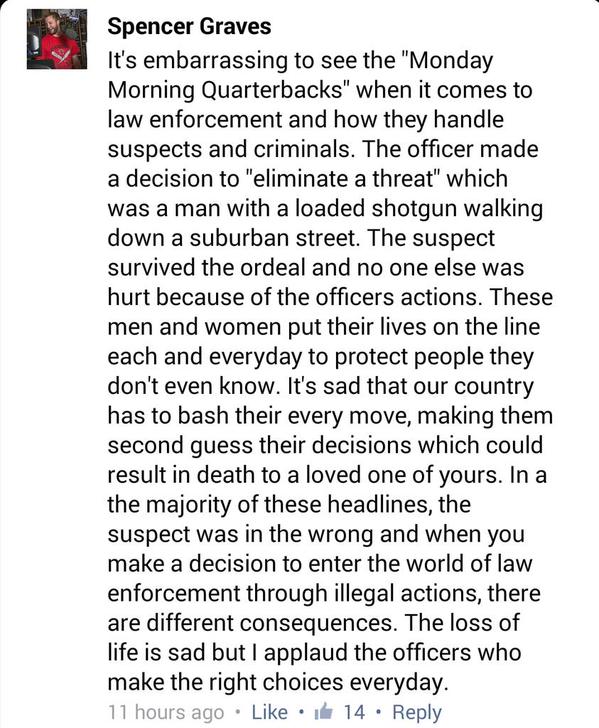 Spencer Graves
It's embarrassing to see the "Monday
Morning Quarterbacks" when it comes to
law enforcement and how they handle
suspects and criminals. The officer made
a decision to "eliminate a threat" which
was a man with a loaded shotgun walking
down a suburban street. The suspect
survived the ordeal and no one else was
hurt because of the officers actions. These
men and women put their lives on the line
each and everyday to protect people they
don't even know. It's sad that our country
has to bash their every move, making them
second guess their decisions which could
result in death to a loved one of yours. In a
the majority of these headlines, the
suspect was in the wrong and when you
make a decision to enter the world of law
enforcement through illegal actions, there
are different consequences. The loss of
life is sad but I applaud the officers who
make the right choices everyday.
11 hours ago • Like • 14 • Reply